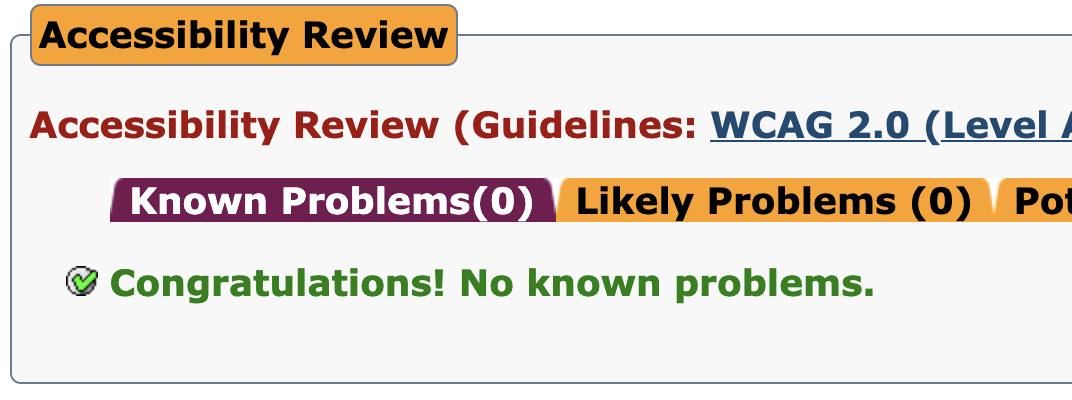 Accessibility Review
Accessibility Review (Guidelines: WCAG 2.0 (Level
Known Problems(0) Likely Problems (0)
Congratulations! No known problems.